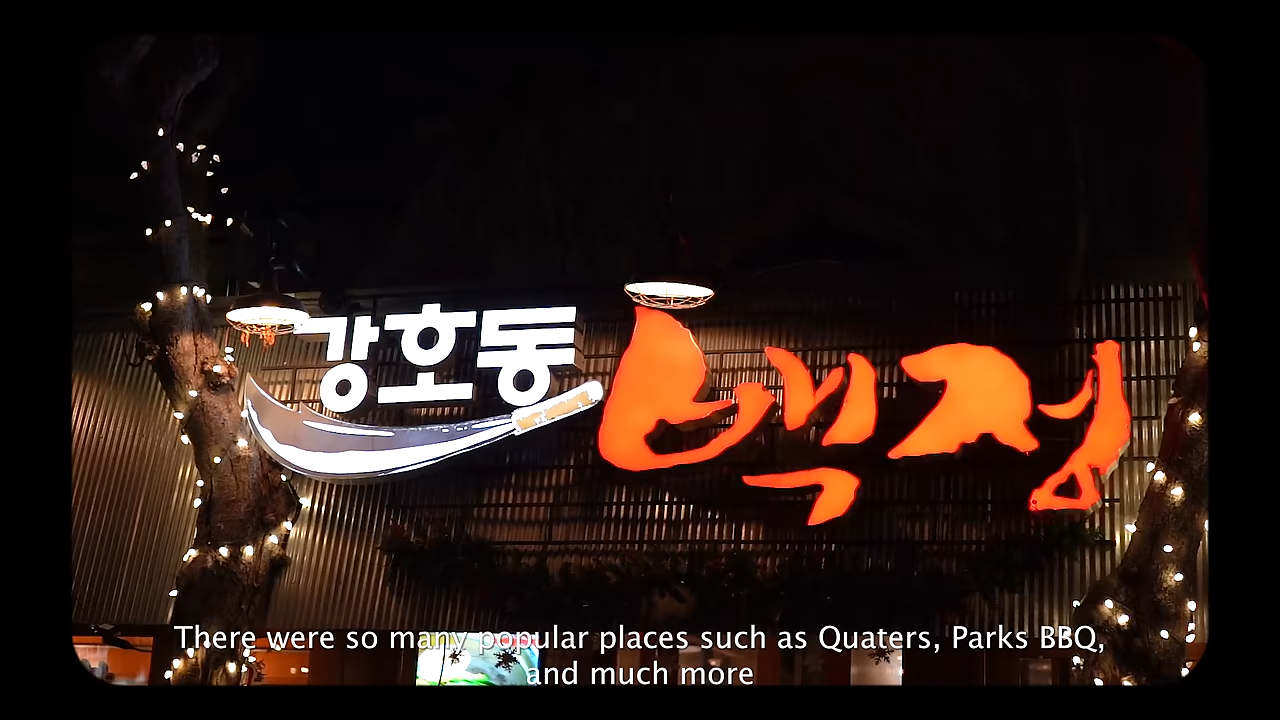 강호동 백정
There were so many popular places such as Quaters, Parks BBQ,
and much more